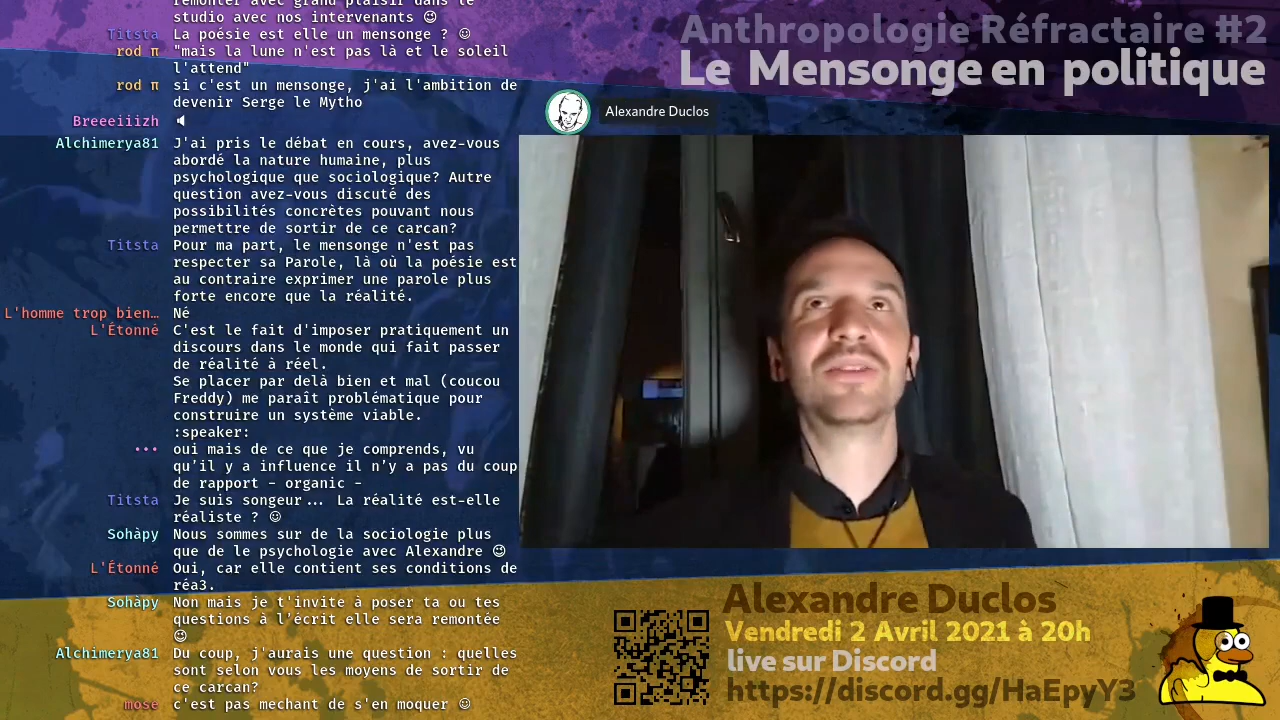 remonter avec grand plaisir dans le
studio avec nos intervenants 😉
Titsta La poésie est elle un mensonge ? ☺
rod π "mais la lune n'est pas là et le soleil
l'attend"
rod π si c'est un mensonge, j'ai l'ambition de
devenir Serge le Mytho
Breeeiiizh 🔈
Alchimerya81 J'ai pris le débat en cours, avez-vous
abordé la nature humaine, plus
psychologique que sociologique? Autre
question avez-vous discuté des
possibilités concrètes pouvant nous
permettre de sortir de ce carcan?
Titsta Pour ma part, le mensonge n'est pas
respecter sa Parole, là où la poésie est
au contraire exprimer une parole plus
forte encore que la réalité.
L'homme trop bien… Né
L'Étonné C'est le fait d'imposer pratiquement un
discours dans le monde qui fait passer
de réalité à réel.
Se placer par delà bien et mal (coucou
Freddy) me paraît problématique pour
construire un système viable.
:speaker:
••• oui mais de ce que je comprends, vu
qu'il y a influence il n'y a pas du coup
de rapport - organic -
Titsta Je suis songeur... La réalité est-elle
réaliste ? ☺
Sohàpy Nous sommes sur de la sociologie plus
que de le psychologie avec Alexandre 😉
L'Étonné Oui, car elle contient ses conditions de
réa3.
Sohàpy Non mais je t'invite à poser ta ou tes
questions à l'écrit elle sera remontée
😉
Alchimerya81 Du coup, j'aurais une question : quelles
sont selon vous les moyens de sortir de
ce carcan?
mose c'est pas mechant de s'en moquer ☺
Anthropologie Réfractaire #2
Le Mensonge en politique
Alexandre Duclos
Alexandre Duclos
Vendredi 2 Avril 2021 à 20h
live sur Discord
https://discord.gg/HaEpyY3